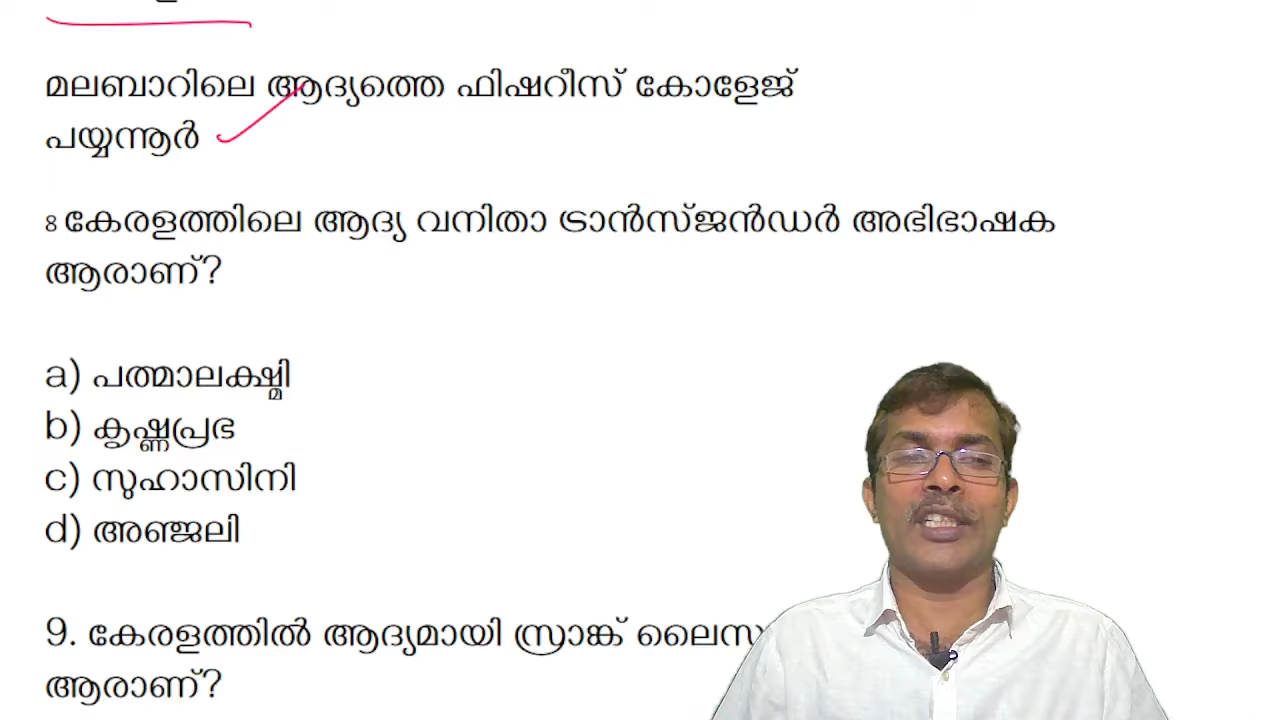 മലബാറിലെ ആദ്യത്തെ ഫിഷറീസ് കോളേജ്
പയ്യന്നൂർ
8 കേരളത്തിലെ ആദ്യ വനിതാ ട്രാൻസ്ജൻഡർ അഭിഭാഷക
ആരാണ്?
a) പത്മാലക്ഷ്മി
b) കൃഷ്ണപ്രഭ
c) സുഹാസിനി
d) അഞ്ജലി
9. കേരളത്തിൽ ആദ്യമായി സ്രാങ്ക് ലൈസ
ആരാണ്?